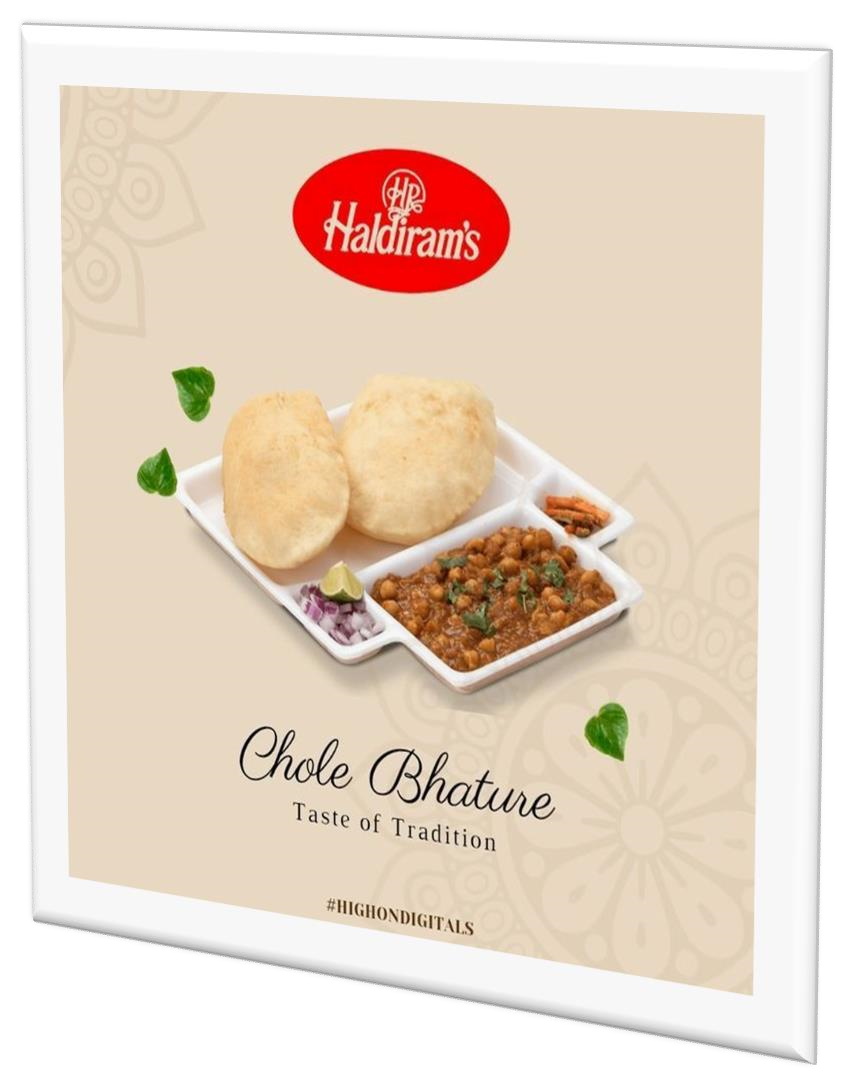 HR
Haldiram's
Chole Bhature
Taste of Tradition
#HIGHONDIGITALS